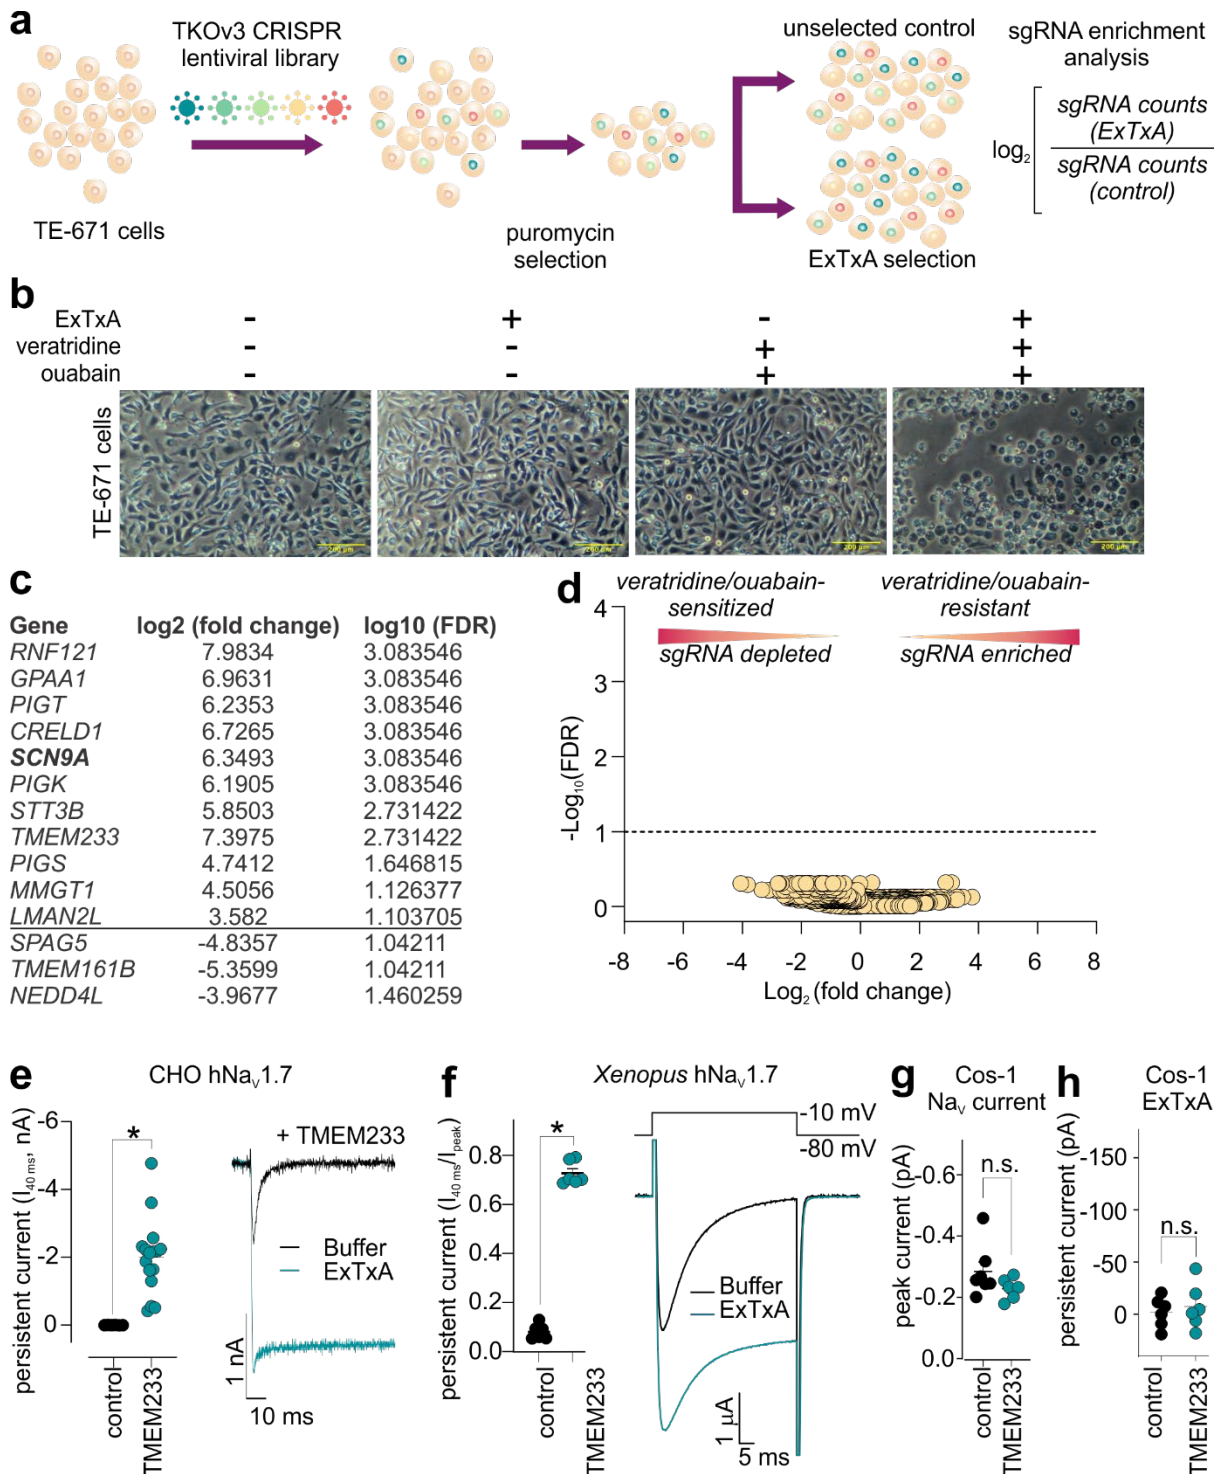 a
TKOv3 CRISPR
lentiviral library
unselected control
sgRNA enrichment
analysis
log2
sgRNA counts
(ExTxA)
sgRNA counts
(control)
TE-671 cells
puromycin
selection
ExTxA selection
b
ExTxA - + - +
veratridine - - + +
ouabain - - + +
TE-671 cells
200 µm
200 µm
200 µm
200 µm
c
Gene log2 (fold change) log10 (FDR)
RNF121 7.9834 3.083546
GPAA1 6.9631 3.083546
PIGT 6.2353 3.083546
CRELD1 6.7265 3.083546
SCN9A 6.3493 3.083546
PIGK 6.1905 3.083546
STT3B 5.8503 2.731422
TMEM233 7.3975 2.731422
PIGS 4.7412 1.646815
MMGT1 4.5056 1.126377
LMAN2L 3.582 1.103705
SPAG5 -4.8357 1.04211
TMEM161B -5.3599 1.04211
NEDD4L -3.9677 1.460259
d
veratridine/ouabain-
sensitized
veratridine/ouabain-
resistant
sgRNA depleted
sgRNA enriched
-Log10(FDR)
4
3
2
1
0
-8 -6 -4 -2 0 2 4 6 8
Log2 (fold change)
e
CHO hNaV1.7
persistent current (I40 ms, nA)
-6
-4
-2
0
*
control
TMEM233
+ TMEM233
Buffer
ExTxA
1 nA
10 ms
f
Xenopus hNaV1.7
persistent current (I40 ms/Ipeak)
0.8
0.6
0.4
0.2
0.0
*
control
TMEM233
-10 mV
-80 mV
Buffer
ExTxA
1 µA
5 ms
g
Cos-1
NaV current
peak current (pA)
-0.6
-0.4
-0.2
0.0
n.s.
control
TMEM233
h
Cos-1
ExTxA
persistent current (pA)
-150
-100
-50
0
n.s.
control
TMEM233